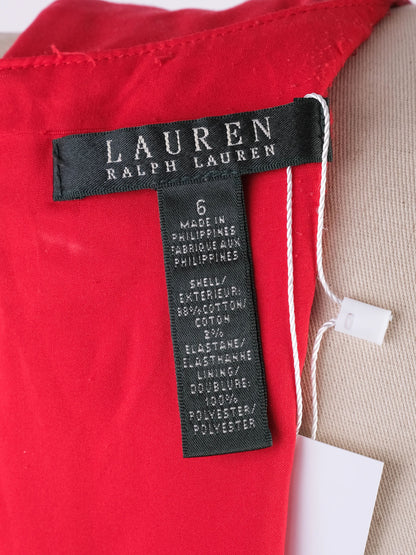 LAUREN
RALPH LAUREN
6
MADE IN
PHILIPPINES
FABRIQUE AUX
PHILIPPINES
SHELL/
EXTERIEUR:
98% COTTON/
COTON
2%
ELASTANE/
ELASTHANNE
LINING/
DOUBLURE:
100%
POLYESTER/
POLYESTER